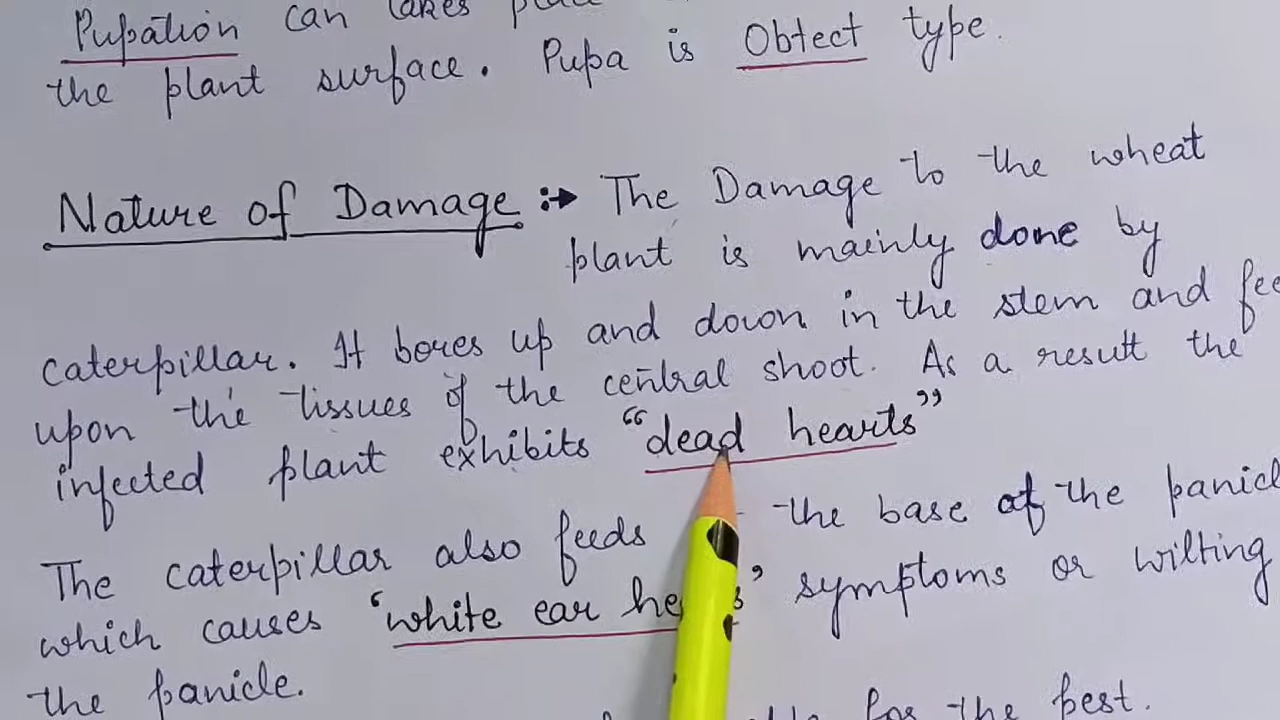 Pupation can takes
the plant surface. Pupa is Obtect type.
Nature of Damage :→ The Damage to the wheat
plant is mainly done by
caterpillar. It bores up and down in the stem and fee
upon the tissues of the central shoot. As a result the
infected plant exhibits "dead hearts"
The caterpillar also feeds the base of the panicl
which causes 'white ear he s' symptoms or wilting
the panicle.
for the pest.